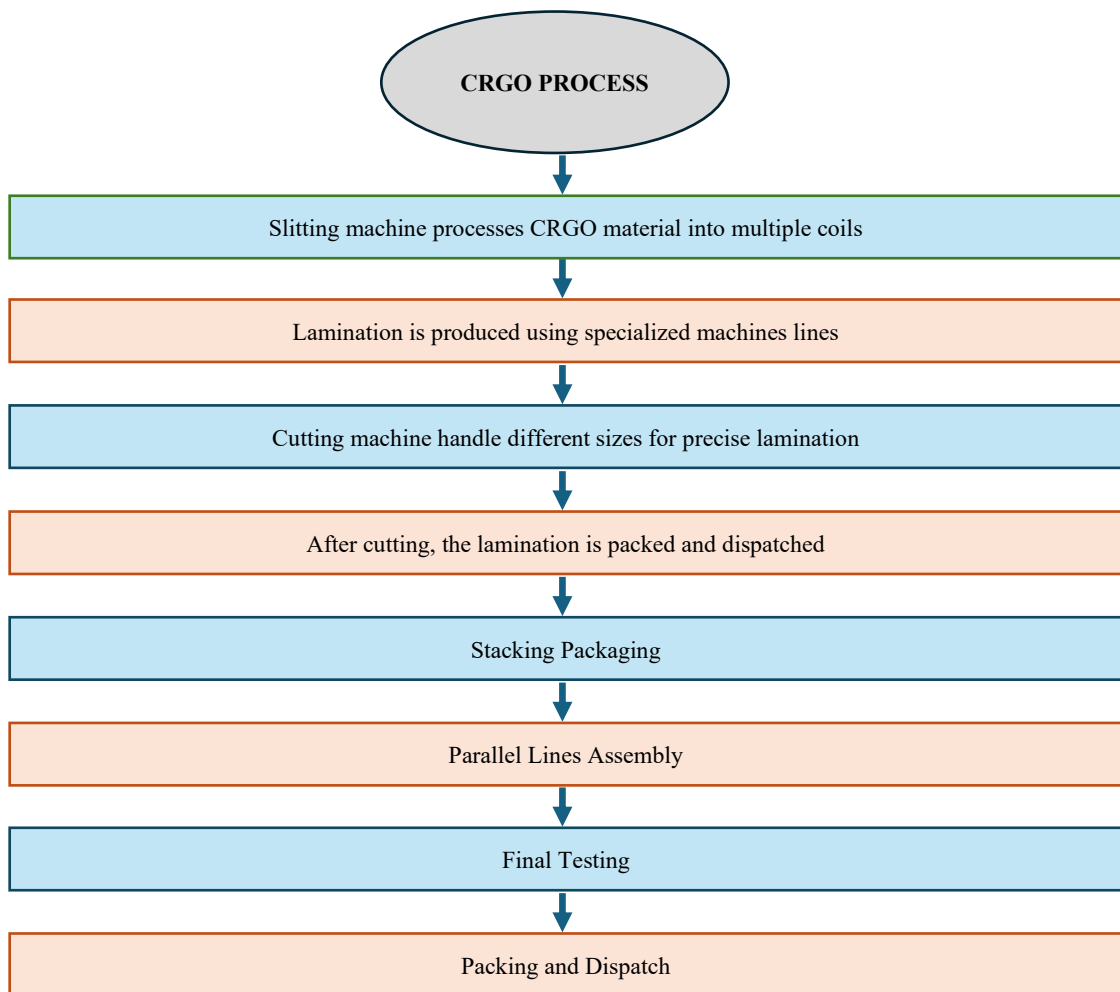 CRGO PROCESS
Slitting machine processes CRGO material into multiple coils
Lamination is produced using specialized machines lines
Cutting machine handle different sizes for precise lamination
After cutting, the lamination is packed and dispatched
Stacking Packaging
Parallel Lines Assembly
Final Testing
Packing and Dispatch